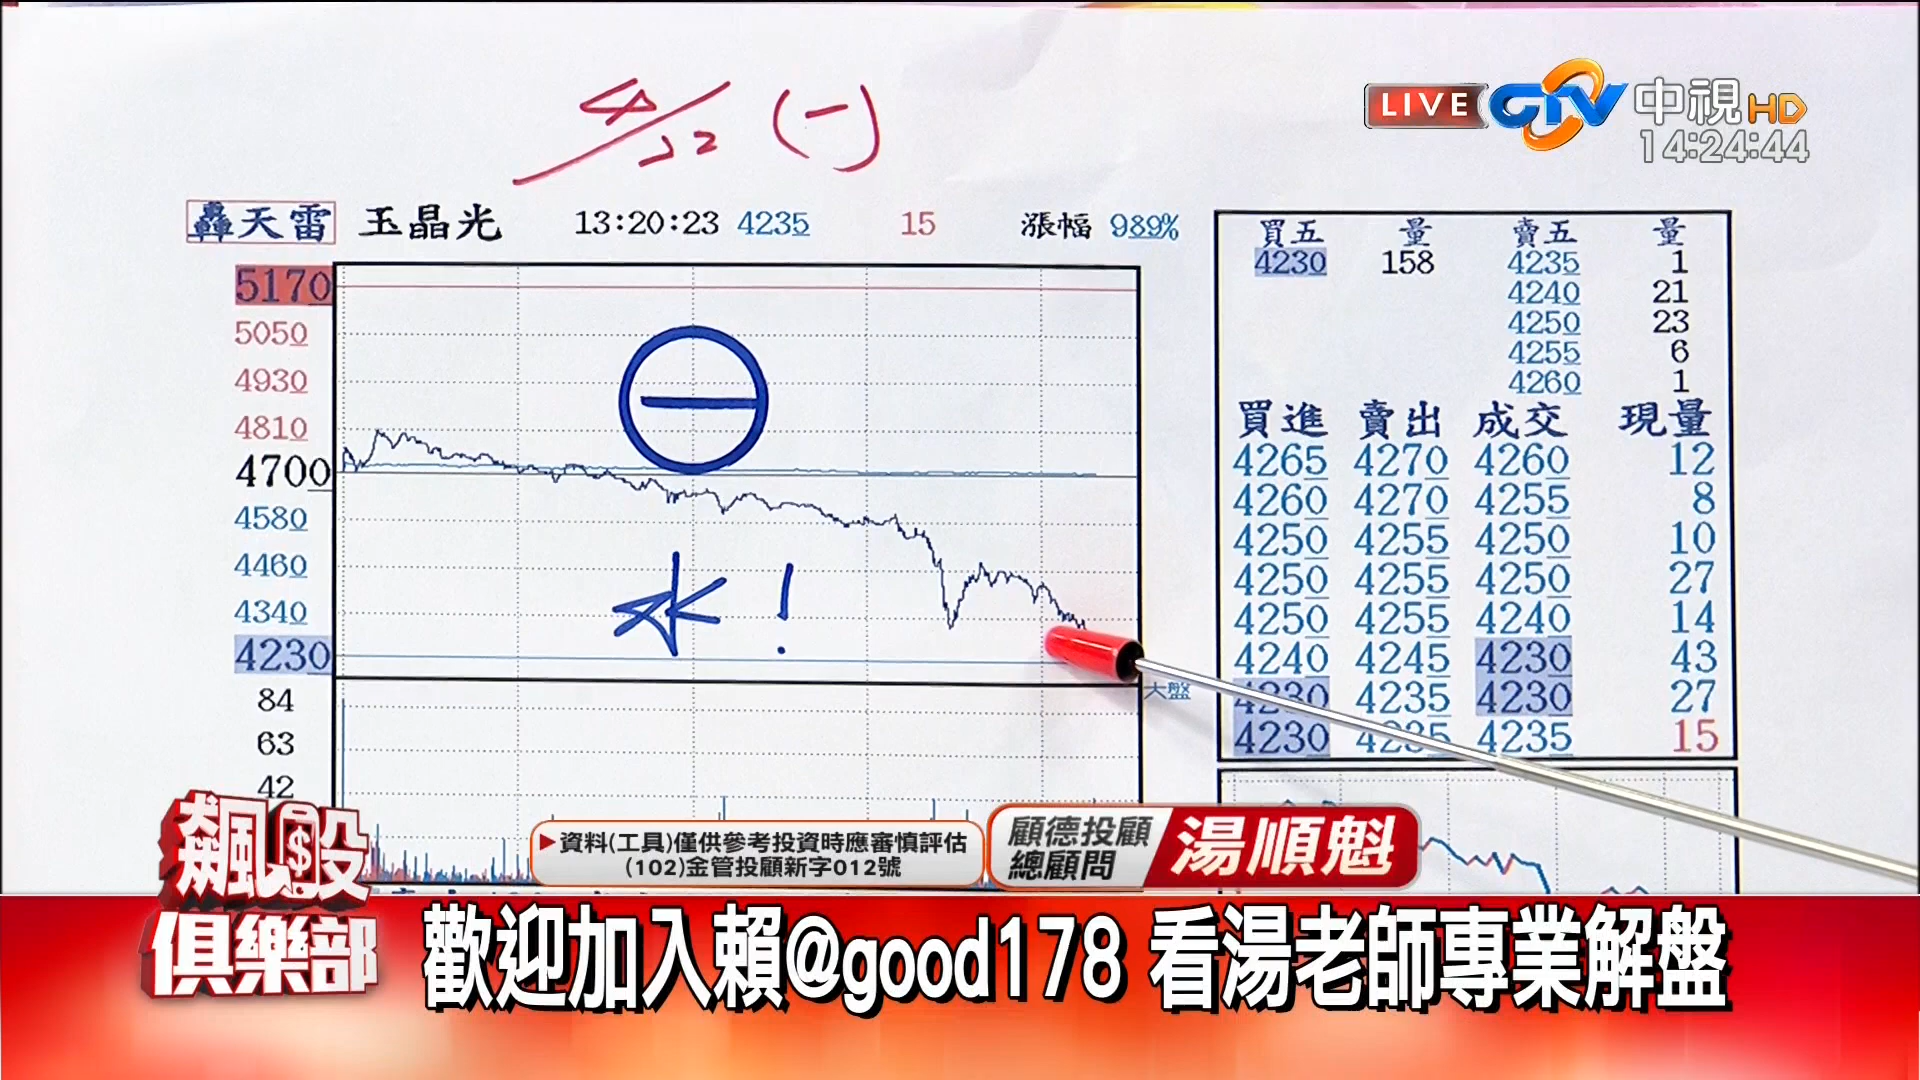 4/12 (一)
LIVE CTV 中視HD
14:24:44
轟天雷 玉晶光 13:20:23 4235 15 漲幅 989%
5170
5050
4930
4810
4700
4580
4460
4340
4230
84
63
42
水!
大盤
買五 量 賣五 量
4230 158 4235 1
4240 21
4250 23
4255 6
4260 1
買進 賣出 成交 現量
4265 4270 4260 12
4260 4270 4255 8
4250 4255 4250 10
4250 4255 4250 27
4250 4255 4240 14
4240 4245 4230 43
4230 4235 4230 27
4230 4235 4235 15
飆股
俱樂部
資料(工具)僅供參考投資時應審慎評估
(102)金管投顧新字012號
顧德投顧
總顧問
湯順魁
歡迎加入賴@good178 看湯老師專業解盤